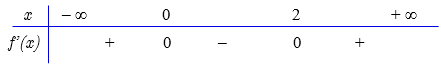 x – ∞ 0 2 + ∞
f'(x) + 0 – 0 +